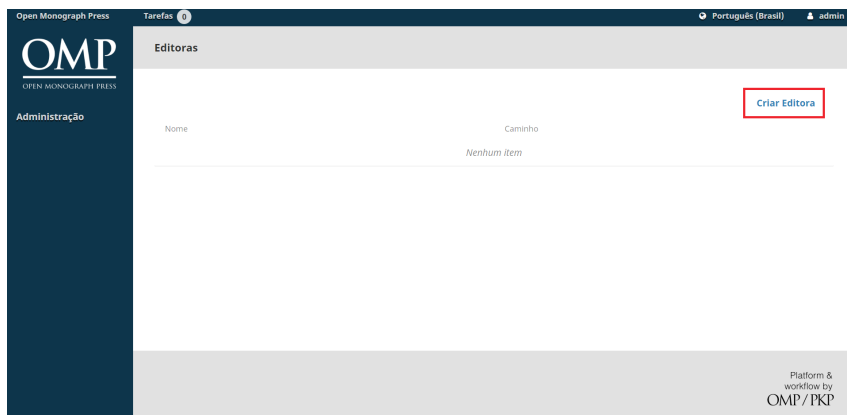 Open Monograph Press Tarefas 0 Português (Brasil) admin
OMP
OPEN MONOGRAPH PRESS
Administração
Editoras
Criar Editora
Nome Caminho
Nenhum item
Platform &
workflow by
OMP / PKP